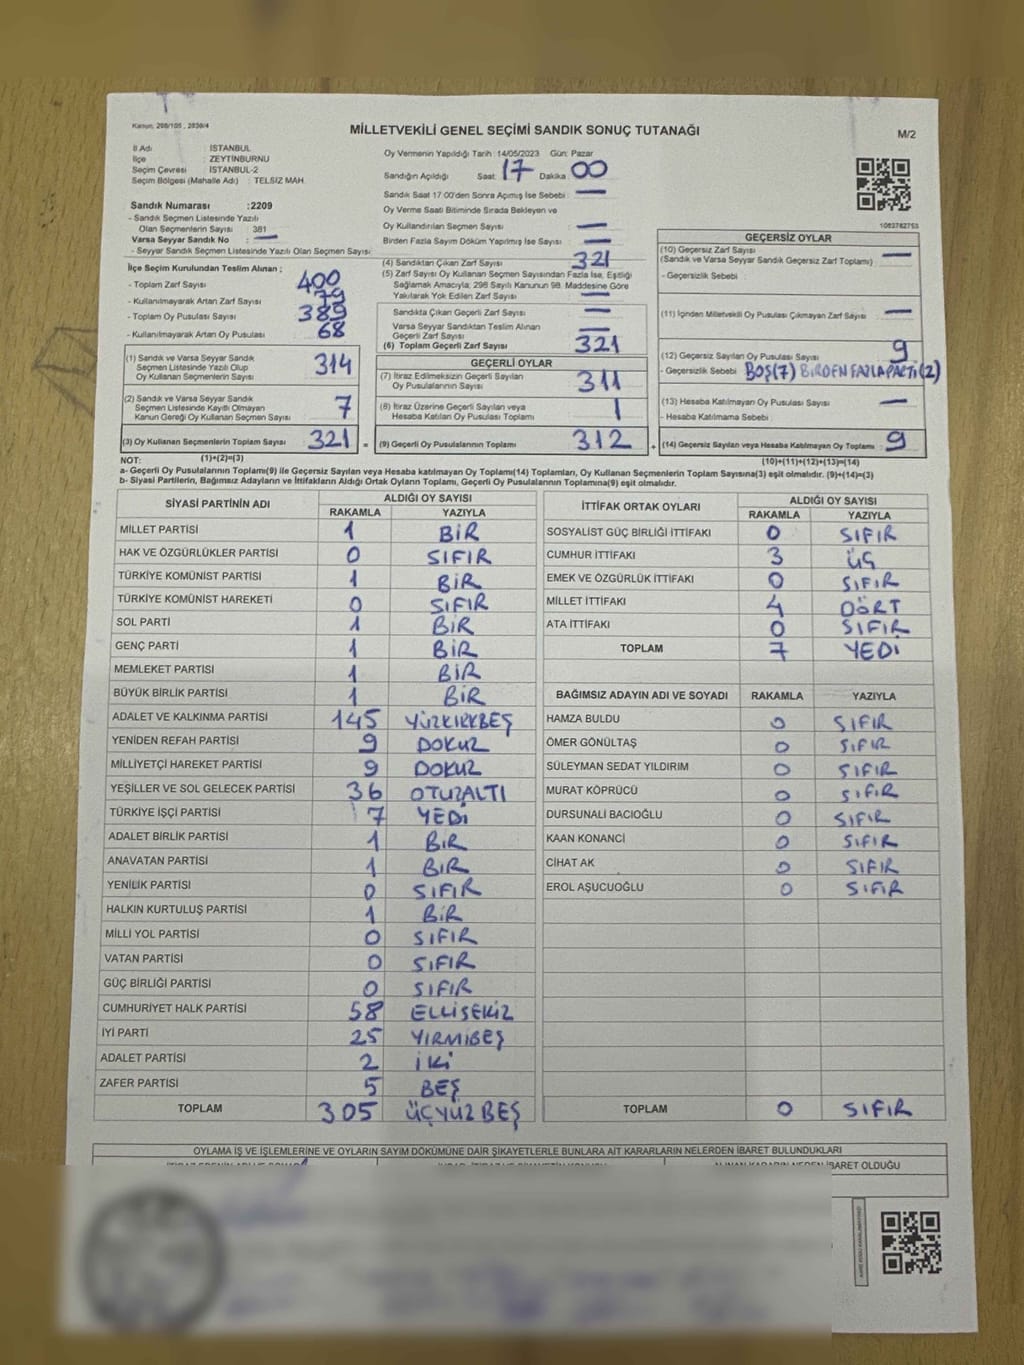 Kanun, 298/105 , 2839/4
MİLLETVEKİLİ GENEL SEÇİMİ SANDIK SONUÇ TUTANAĞI
M/2
İl Adı : İSTANBUL
İlçe : ZEYTİNBURNU
Seçim Çevresi : İSTANBUL-2
Seçim Bölgesi (Mahalle Adı) : TELSİZ MAH.
Sandık Numarası :2209
- Sandık Seçmen Listesinde Yazılı
Olan Seçmenlerin Sayısı 381
Varsa Seyyar Sandık No : —
- Seyyar Sandık Seçmen Listesinde Yazılı Olan Seçmen Sayısı
İlçe Seçim Kurulundan Teslim Alınan ;
- Toplam Zarf Sayısı 400
- Kullanılmayarak Artan Zarf Sayısı 79
- Toplam Oy Pusulası Sayısı 389
- Kullanılmayarak Artan Oy Pusulası 68
(1) Sandık ve Varsa Seyyar Sandık
Seçmen Listesinde Yazılı Olup
Oy Kullanan Seçmenlerin Sayısı 314
(2) Sandık ve Varsa Seyyar Sandık
Seçmen Listesinde Kayıtlı Olmayan
Kanun Gereği Oy Kullanan Seçmenlerin Sayısı 7
(3) Oy Kullanan Seçmenlerin Toplam Sayısı 321 =
(1)+(2)=(3)
Oy Vermenin Yapıldığı Tarih :14/05/2023 Gün: Pazar
Sandığın Açıldığı Saat: 17 Dakika : 00
Sandık Saat 17:00'den Sonra Açımış İse Sebebi : —
Oy Verme Saati Bitiminde Sırada Bekleyen ve
Oy Kullandırılan Seçmen Sayısı : —
Birden Fazla Sayım Döküm Yapılmış İse Sayısı : —
(4) Sandıktan Çıkan Zarf Sayısı 321
(5) Zarf Sayısı Oy Kullanan Seçmen Sayısından Fazla İse, Eşitliği
Sağlamak Amacıyla, 298 Sayılı Kanunun 98. Maddesine Göre
Yakılarak Yok Edilen Zarf Sayısı —
Sandıkta Çıkan Geçerli Zarf Sayısı —
Varsa Seyyar Sandıktan Teslim Alınan
Geçerli Zarf Sayısı —
(6) Toplam Geçerli Zarf Sayısı 321
GEÇERLİ OYLAR
(7) İtiraz Edilmeksizin Geçerli Sayılan
Oy Pusulalarının Sayısı 311
(8) İtiraz Üzerine Geçerli Sayılan veya
Hesaba Katılan Oy Pusulası Toplamı 1
(9) Geçerli Oy Pusulalarının Toplamı 312 +
1083782753
GEÇERSİZ OYLAR
(10) Geçersiz Zarf Sayısı
(Sandık ve Varsa Seyyar Sandık Geçersiz Zarf Toplamı) —
- Geçersizlik Sebebi :
(11) İçinden Milletvekili Oy Pusulası Çıkmayan Zarf Sayısı —
(12) Geçersiz Sayılan Oy Pusulası Sayısı 9
- Geçersizlik Sebebi BOŞ(7) BİRDEN FAZLA PARTİ(2)
(13) Hesaba Katılmayan Oy Pusulası Sayısı —
- Hesaba Katılmama Sebebi :
(14) Geçersiz Sayılan veya Hesaba Katılmayan Oy Toplamı 9
(10)+(11)+(12)+(13)=(14)
NOT:
a- Geçerli Oy Pusulalarının Toplamı(9) ile Geçersiz Sayılan veya Hesaba katılmayan Oy Toplamı(14) Toplamları, Oy Kullanan Seçmenlerin Toplam Sayısına(3) eşit olmalıdır. (9)+(14)=(3)
b- Siyasi Partilerin, Bağımsız Adayların ve İttifakların Aldığı Ortak Oyların Toplamı, Geçerli Oy Pusulalarının Toplamına(9) eşit olmalıdır.
SİYASİ PARTİNİN ADI ALDIĞI OY SAYISI
RAKAMLA YAZIYLA
MİLLET PARTİSİ 1 BİR
HAK VE ÖZGÜRLÜKLER PARTİSİ 0 SIFIR
TÜRKİYE KOMÜNİST PARTİSİ 1 BİR
TÜRKİYE KOMÜNİST HAREKETİ 0 SIFIR
SOL PARTİ 1 BİR
GENÇ PARTİ 1 BİR
MEMLEKET PARTİSİ 1 BİR
BÜYÜK BİRLİK PARTİSİ 1 BİR
ADALET VE KALKINMA PARTİSİ 145 YÜZKIRKBEŞ
YENİDEN REFAH PARTİSİ 9 DOKUZ
MİLLİYETÇİ HAREKET PARTİSİ 9 DOKUZ
YEŞİLLER VE SOL GELECEK PARTİSİ 36 OTUZALTI
TÜRKİYE İŞÇİ PARTİSİ 7 YEDİ
ADALET BİRLİK PARTİSİ 1 BİR
ANAVATAN PARTİSİ 1 BİR
YENİLİK PARTİSİ 0 SIFIR
HALKIN KURTULUŞ PARTİSİ 1 BİR
MİLLİ YOL PARTİSİ 0 SIFIR
VATAN PARTİSİ 0 SIFIR
GÜÇ BİRLİĞİ PARTİSİ 0 SIFIR
CUMHURİYET HALK PARTİSİ 58 ELLİSEKİZ
İYİ PARTİ 25 YİRMİBEŞ
ADALET PARTİSİ 2 İKİ
ZAFER PARTİSİ 5 BEŞ
TOPLAM 305 ÜÇYÜZ BEŞ
İTTİFAK ORTAK OYLARI ALDIĞI OY SAYISI
RAKAMLA YAZIYLA
SOSYALİST GÜÇ BİRLİĞİ İTTİFAKI 0 SIFIR
CUMHUR İTTİFAKI 3 ÜÇ
EMEK VE ÖZGÜRLÜK İTTİFAKI 0 SIFIR
MİLLET İTTİFAKI 4 DÖRT
ATA İTTİFAKI 0 SIFIR
TOPLAM 7 YEDİ
BAĞIMSIZ ADAYIN ADI VE SOYADI RAKAMLA YAZIYLA
HAMZA BULDU 0 SIFIR
ÖMER GÖNÜLTAŞ 0 SIFIR
SÜLEYMAN SEDAT YILDIRIM 0 SIFIR
MURAT KÖPRÜCÜ 0 SIFIR
DURSUNALİ BACIOĞLU 0 SIFIR
KAAN KONANCİ 0 SIFIR
CİHAT AK 0 SIFIR
EROL AŞUCUOĞLU 0 SIFIR
TOPLAM 0 SIFIR
OYLAMA İŞ VE İŞLEMLERİNE VE OYLARIN SAYIM DÖKÜMÜNE DAİR ŞİKAYETLERLE BUNLARA AİT KARARLARIN NELERDEN İBARET BULUNDUKLARI
İBARET OLDUĞU